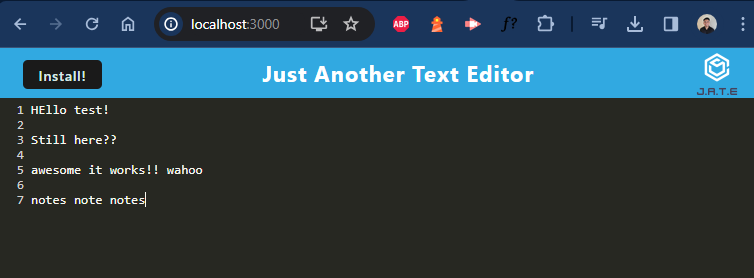 localhost:3000
ABP
f?
Install!
Just Another Text Editor
J.A.T.E
1 HEllo test!
2
3 Still here??
4
5 awesome it works!! wahoo
6
7 notes note notes